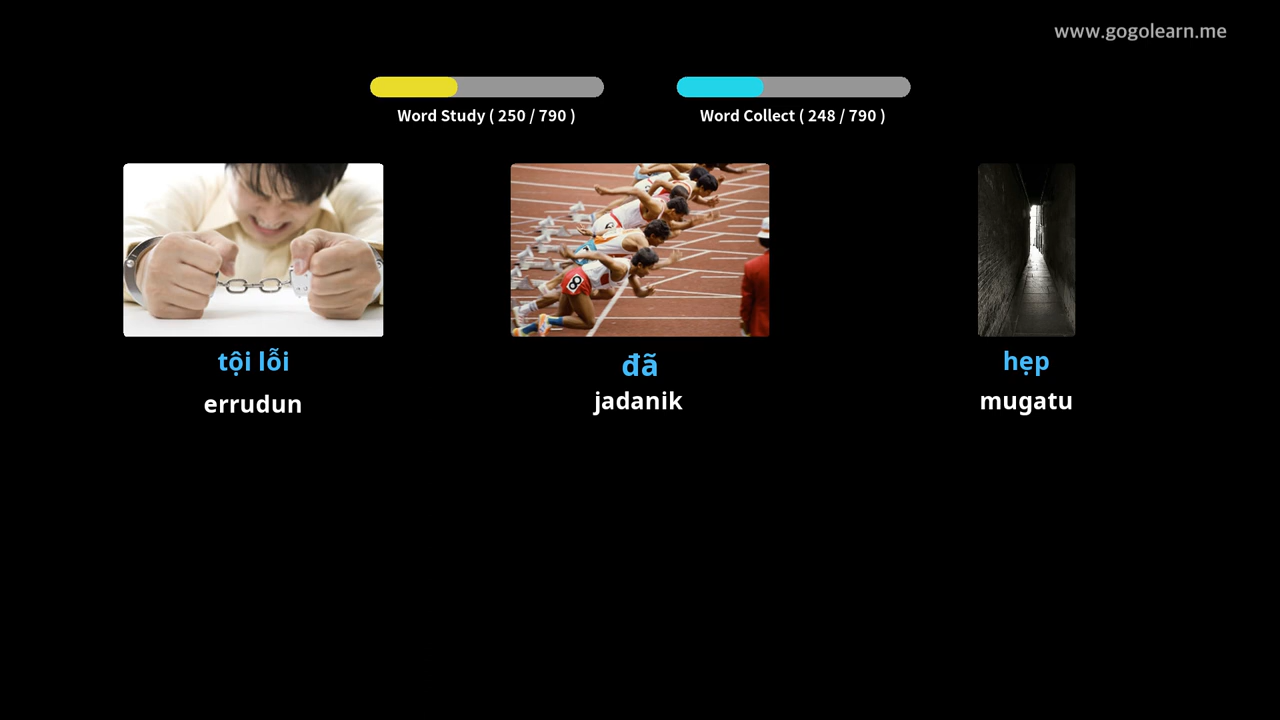 www.gogolearn.me
Word Study ( 250 / 790 )
Word Collect ( 248 / 790 )
tội lỗi
errudun
đã
jadanik
hẹp
mugatu